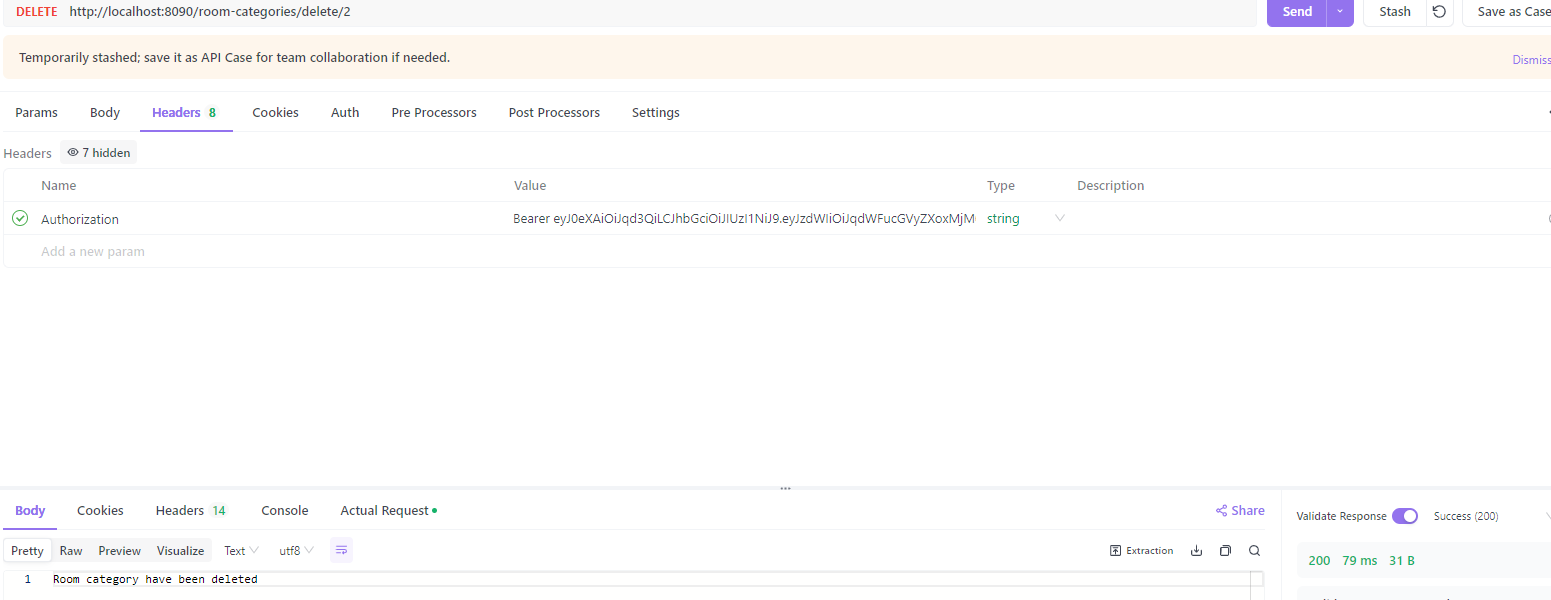 DELETE http://localhost:8090/room-categories/delete/2 Send Stash Save as Case
Temporarily stashed; save it as API Case for team collaboration if needed. Dismiss
Params Body Headers 8 Cookies Auth Pre Processors Post Processors Settings
Headers 7 hidden
Name Value Type Description
Authorization Bearer eyJ0eXAiOiJqd3QiLCJhbGciOiJIUzI1NiJ9.eyJzdWIiOiJqdWFucGVyZXoxMjM string
Add a new param
Body Cookies Headers 14 Console Actual Request Share
Validate Response Success (200)
Pretty Raw Preview Visualize Text utf8 Extraction
200 79 ms 31 B
1 Room category have been deleted